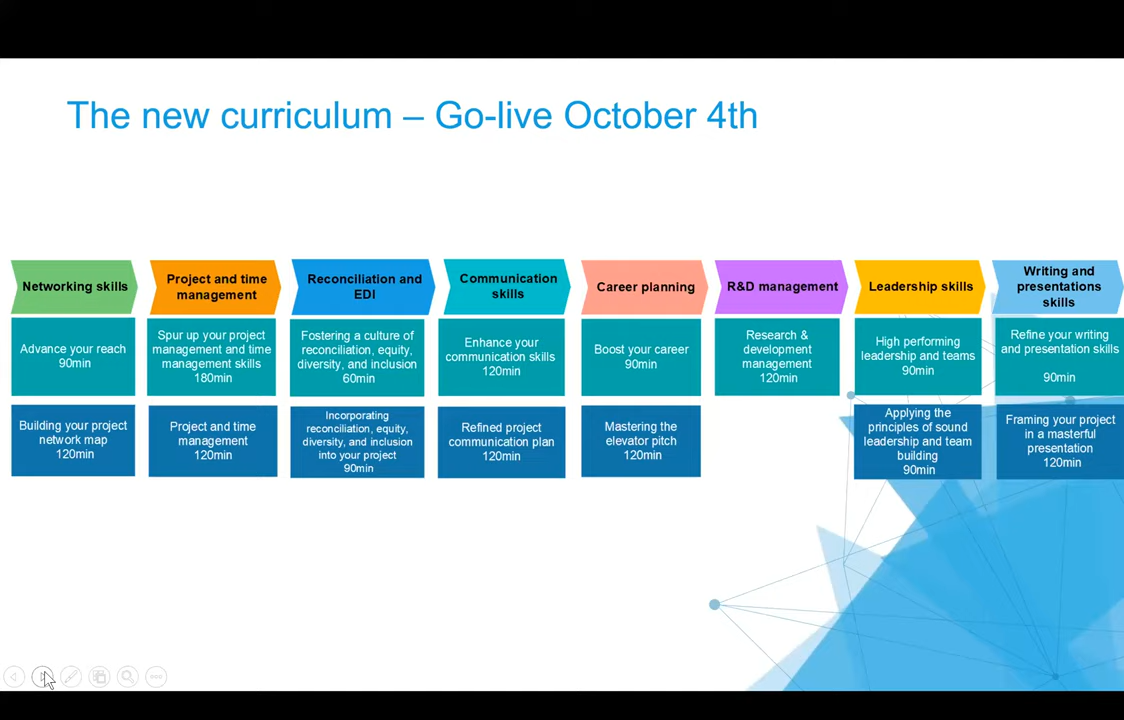 The new curriculum – Go-live October 4th
Networking skills
Project and time
management
Reconciliation and
EDI
Communication
skills
Career planning
R&D management
Leadership skills
Writing and
presentations
skills
Advance your reach
90min
Spur up your project
management and time
management skills
180min
Fostering a culture of
reconciliation, equity,
diversity, and inclusion
60min
Enhance your
communication skills
120min
Boost your career
90min
Research &
development
management
120min
High performing
leadership and teams
90min
Refine your writing
and presentation skills
90min
Building your project
network map
120min
Project and time
management
120min
Incorporating
reconciliation, equity,
diversity, and inclusion
into your project
90min
Refined project
communication plan
120min
Mastering the
elevator pitch
120min
Applying the
principles of sound
leadership and team
building
90min
Framing your project
in a masterful
presentation
120min